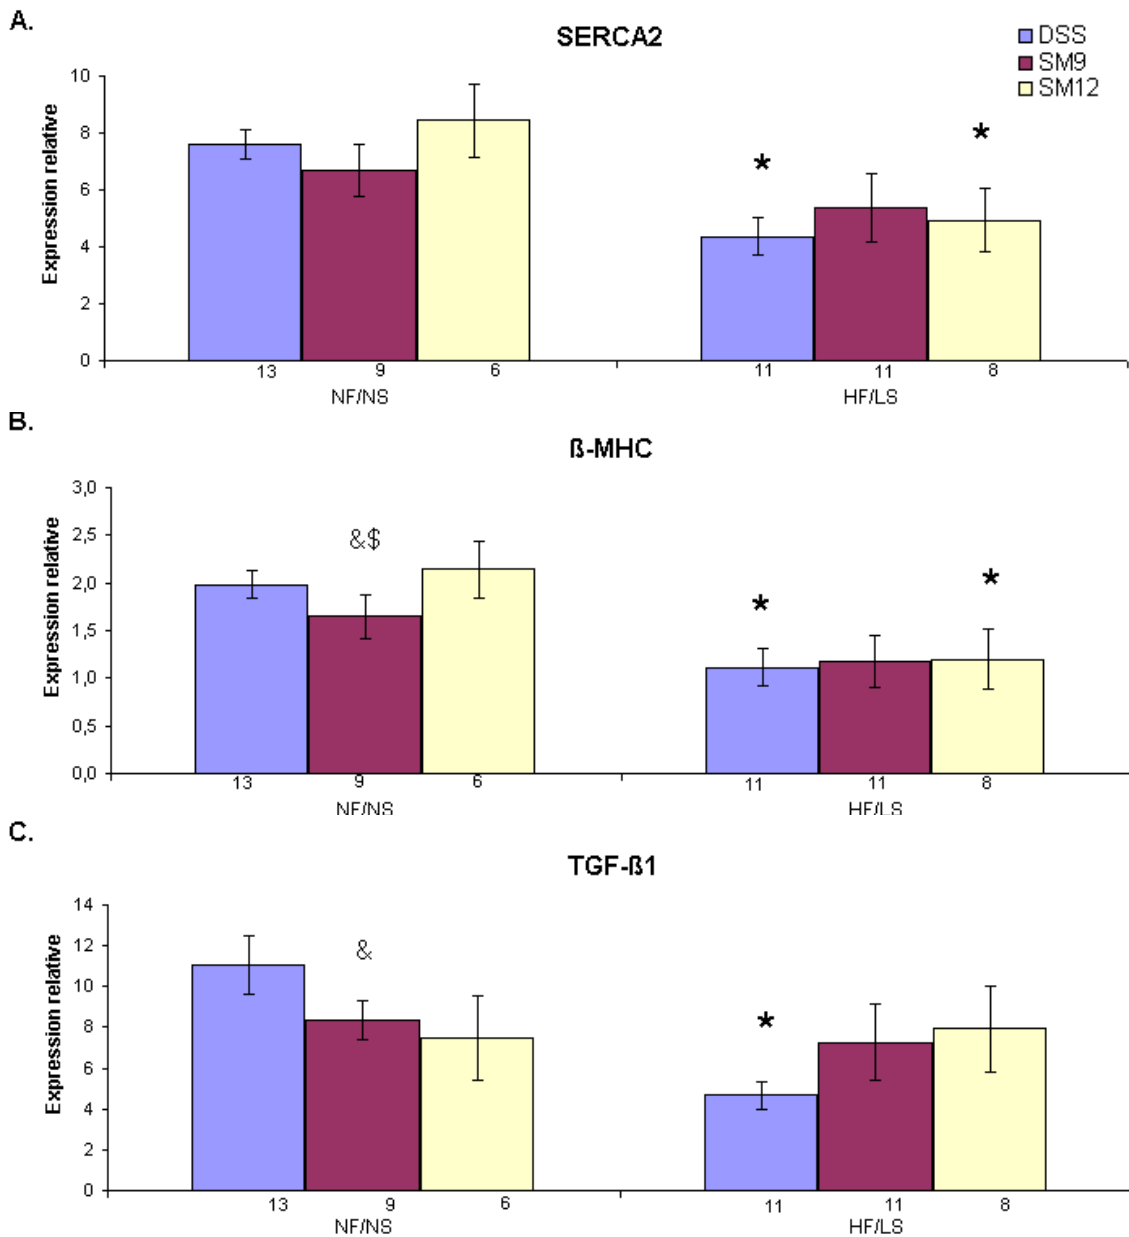 A.
SERCA2
DSS
SM9
SM12
Expression relative
10
8
6
4
2
0
* *
13 9 6 11 11 8
NF/NS HF/LS
B.
ß-MHC
Expression relative
3,0
2,5
2,0
1,5
1,0
0,5
0,0
&$ * *
13 9 6 11 11 8
NF/NS HF/LS
C.
TGF-ß1
Expression relative
14
12
10
8
6
4
2
0
& *
13 9 6 11 11 8
NF/NS HF/LS